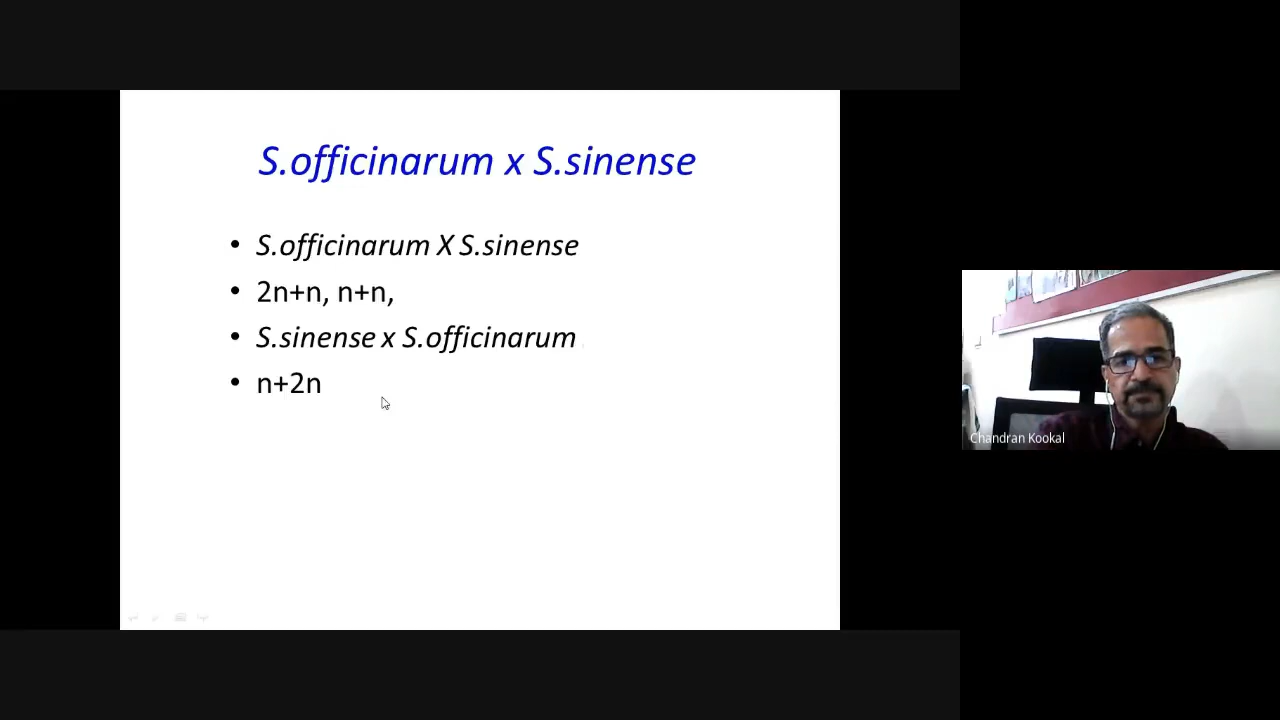 S.officinarum x S.sinense
• S.officinarum X S.sinense
• 2n+n, n+n,
• S.sinense x S.officinarum
• n+2n
Chandran Kookal